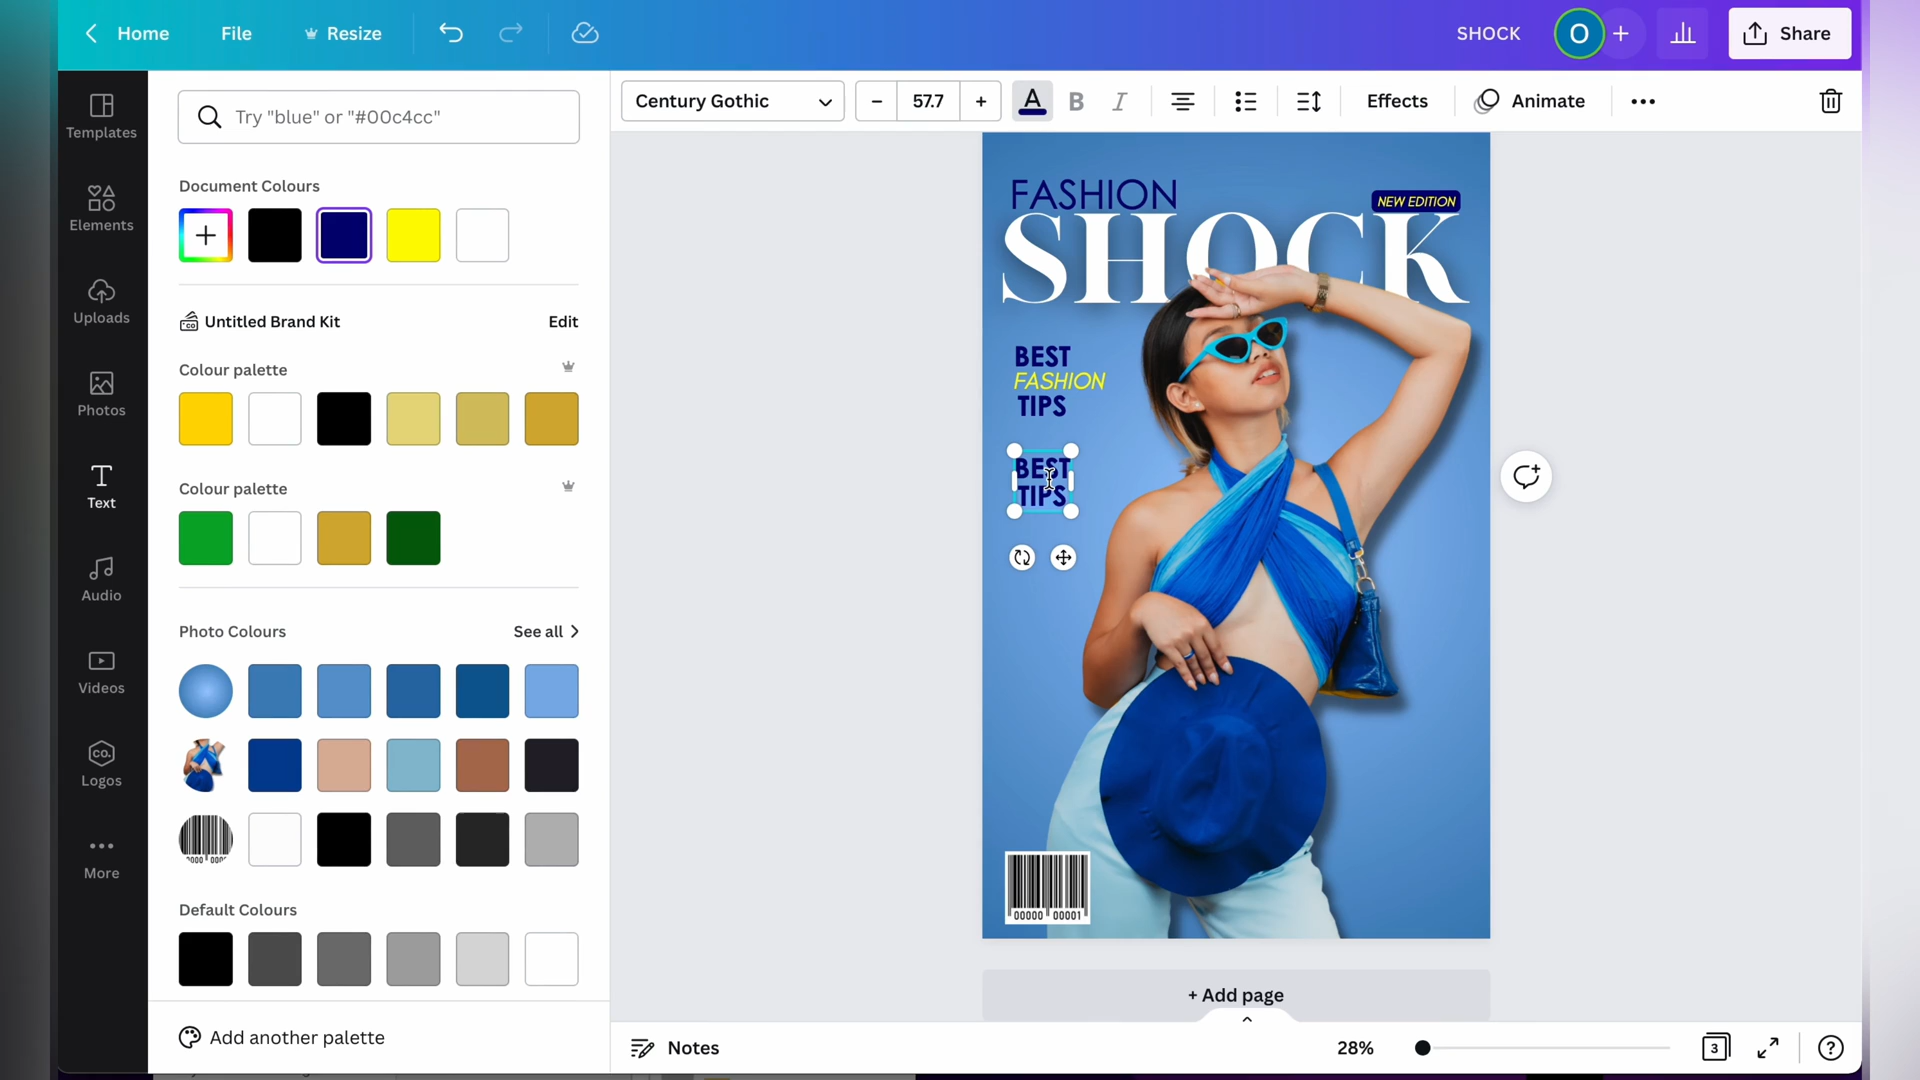 Home
File
Resize
SHOCK
O
Share
Templates
Elements
Uploads
Photos
Text
Audio
Videos
CO.
Logos
More
Try "blue" or "#00c4cc"
Document Colours
Untitled Brand Kit
Edit
Colour palette
Colour palette
Photo Colours
See all
Default Colours
Add another palette
Century Gothic
57.7
A
B
I
Effects
Animate
FASHION
NEW EDITION
SHOCK
BEST
FASHION
TIPS
BEST
TIPS
00000 00001
+ Add page
Notes
28%
3
?